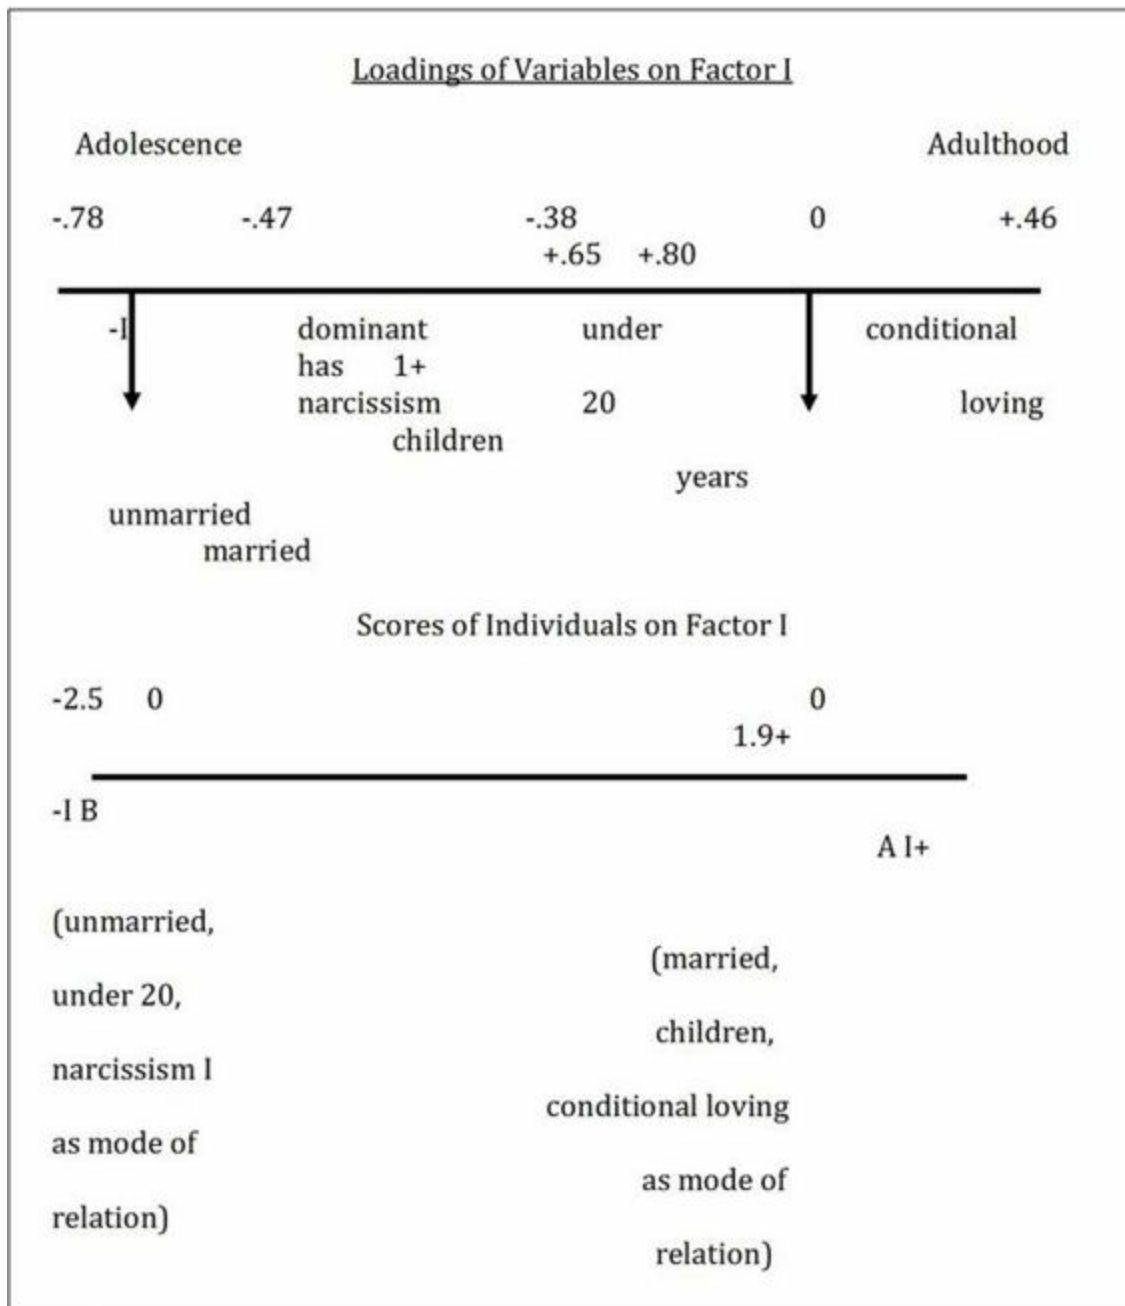 Loadings of Variables on Factor I
Adolescence Adulthood
-.78 -.47 -.38 0 +.46
+.65 +.80
-I dominant under conditional
has 1+
narcissism 20 loving
children
years
unmarried
married
Scores of Individuals on Factor I
-2.5 0 0
1.9+
-I B
A I+
(unmarried,
(married,
under 20,
children,
narcissism I
conditional loving
as mode of
as mode of
relation)
relation)